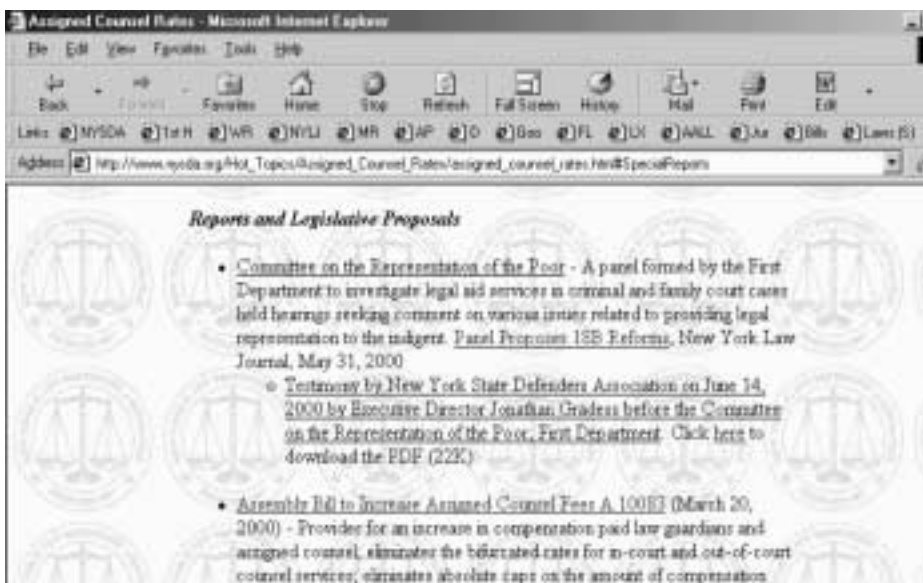 Assigned Counsel Rates - Microsoft Internet Explorer
File Edit View Favorites Tools Help
Back Forward Favorites Home Stop Refresh Full Screen History Mail Print Edit
Links NYSDA 1st H WR NYLJ MR AP O Goo FL LX AALL Jur Bills Laws (S)
Address http://www.nysda.org/Hot_Topics/Assigned_Counsel_Rates/assigned_counsel_rates.html#SpecialReports
Reports and Legislative Proposals
• Committee on the Representation of the Poor - A panel formed by the First
Department to investigate legal aid services in criminal and family court cases
held hearings seeking comment on various issues related to providing legal
representation to the indigent. Panel Proposes 18B Reforms, New York Law
Journal, May 31, 2000
○ Testimony by New York State Defenders Association on June 14,
2000 by Executive Director Jonathan Gradess before the Committee
on the Representation of the Poor, First Department. Click here to
download the PDF (22K)
• Assembly Bill to Increase Assigned Counsel Fees A.10083 (March 20,
2000) - Provides for an increase in compensation paid law guardians and
assigned counsel; eliminates the bifurcated rates for in-court and out-of-court
counsel services; eliminates absolute caps on the amount of compensation